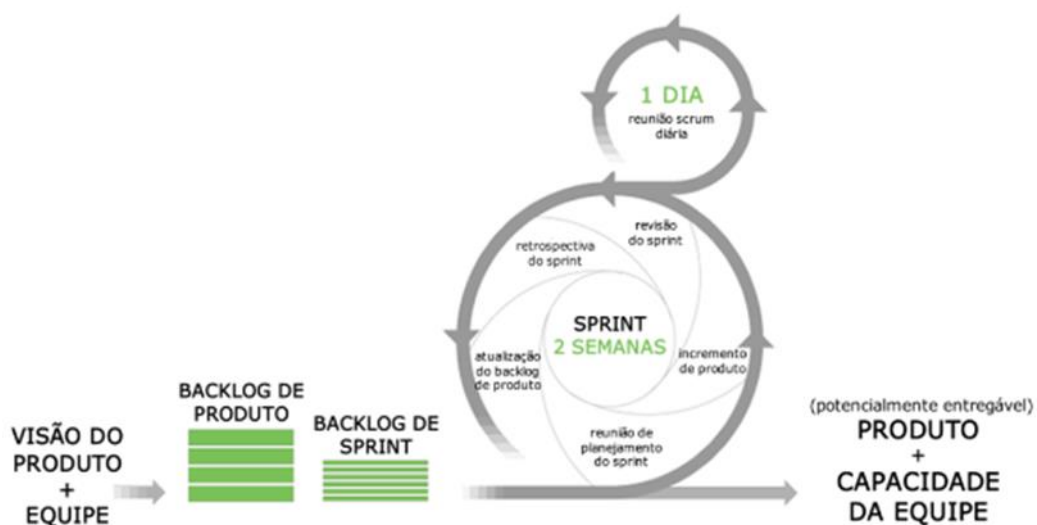 1 DIA
reunião scrum
diária
revisão
do sprint
retrospectiva
do sprint
SPRINT
2 SEMANAS
atualização
do backlog
de produto
incremento
de produto
reunião de
planejamento
do sprint
VISÃO DO
PRODUTO
+
EQUIPE
BACKLOG DE
PRODUTO
BACKLOG DE
SPRINT
(potencialmente entregável)
PRODUTO
+
CAPACIDADE
DA EQUIPE